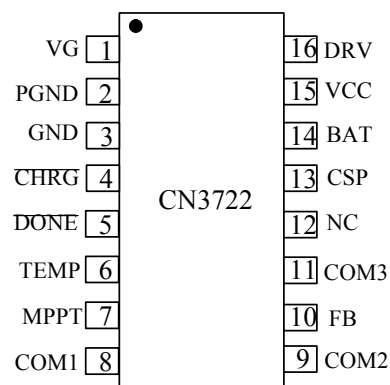 VG 1 16 DRV
PGND 2 15 VCC
GND 3 14 BAT
CHRG 4 13 CSP
CN3722
DONE 5 12 NC
TEMP 6 11 COM3
MPPT 7 10 FB
COM1 8 9 COM2